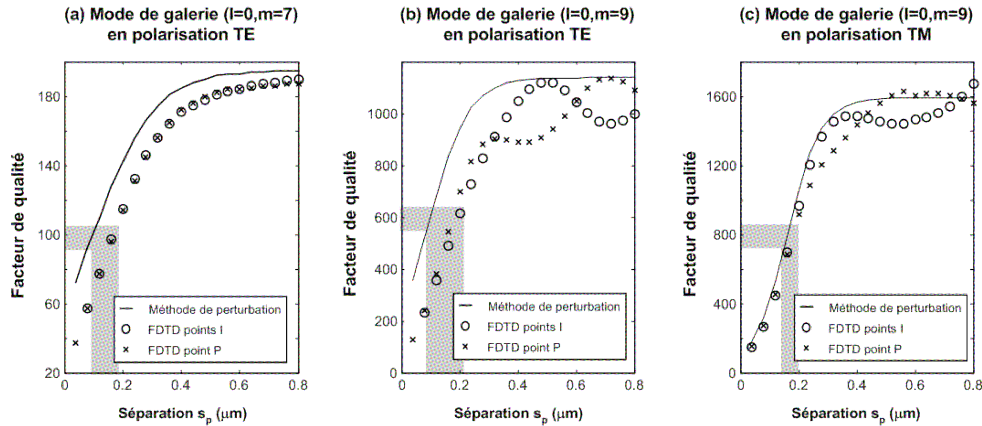 (a) Mode de galerie (l=0,m=7)
en polarisation TE
Facteur de qualité
180
140
100
60
20
Méthode de perturbation
FDTD points I
FDTD point P
0
0.2
0.4
0.6
0.8
Séparation sp (μm)
(b) Mode de galerie (l=0,m=9)
en polarisation TE
Facteur de qualité
1000
800
600
400
200
0
Méthode de perturbation
FDTD points I
FDTD point P
0
0.2
0.4
0.6
0.8
Séparation sp (μm)
(c) Mode de galerie (l=0,m=9)
en polarisation TM
Facteur de qualité
1600
1200
800
400
0
Méthode de perturbation
FDTD points I
FDTD point P
0
0.2
0.4
0.6
0.8
Séparation sp (μm)